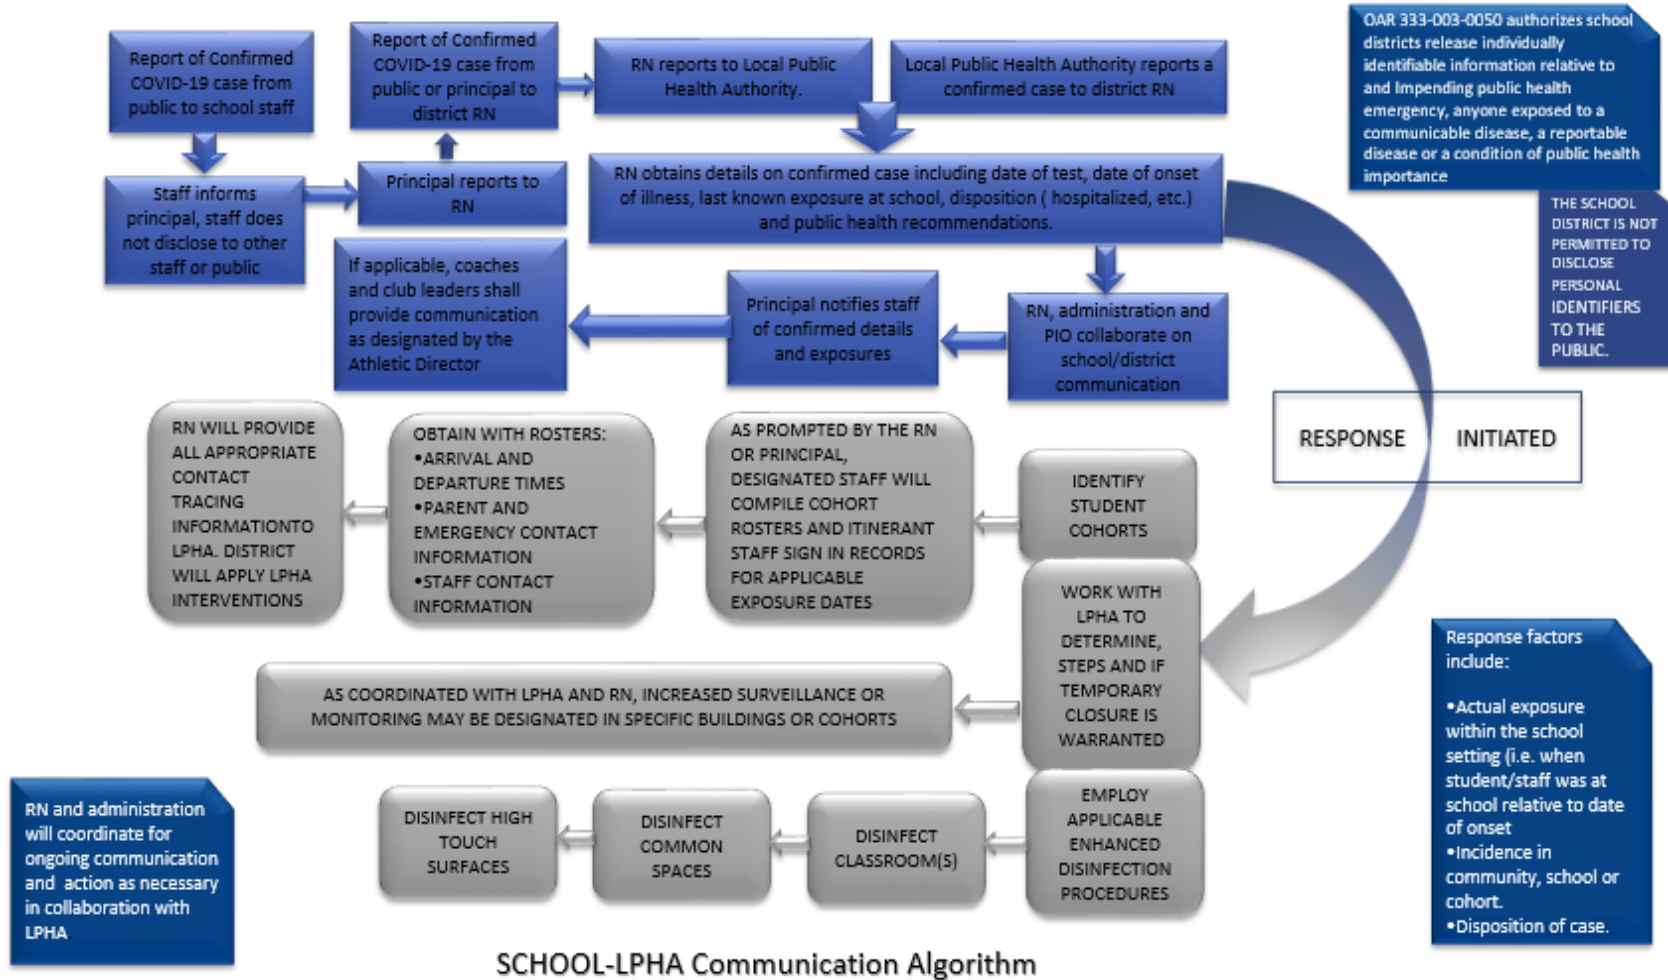 Report of Confirmed
COVID-19 case from
public to school staff
Report of Confirmed
COVID-19 case from
public or principal to
district RN
RN reports to Local Public
Health Authority.
Local Public Health Authority reports a
confirmed case to district RN
OAR 333-003-0050 authorizes school
districts release individually
identifiable information relative to
and Impending public health
emergency, anyone exposed to a
communicable disease, a reportable
disease or a condition of public health
importance
THE SCHOOL
DISTRICT IS NOT
PERMITTED TO
DISCLOSE
PERSONAL
IDENTIFIERS
TO THE
PUBLIC.
Staff informs
principal, staff does
not disclose to other
staff or public
Principal reports to
RN
RN obtains details on confirmed case including date of test, date of onset
of illness, last known exposure at school, disposition ( hospitalized, etc.)
and public health recommendations.
If applicable, coaches
and club leaders shall
provide communication
as designated by the
Athletic Director
Principal notifies staff
of confirmed details
and exposures
RN, administration and
PIO collaborate on
school/district
communication
RESPONSE INITIATED
RN WILL PROVIDE
ALL APPROPRIATE
CONTACT
TRACING
INFORMATIONTO
LPHA. DISTRICT
WILL APPLY LPHA
INTERVENTIONS
OBTAIN WITH ROSTERS:
•ARRIVAL AND
DEPARTURE TIMES
•PARENT AND
EMERGENCY CONTACT
INFORMATION
•STAFF CONTACT
INFORMATION
AS PROMPTED BY THE RN
OR PRINCIPAL,
DESIGNATED STAFF WILL
COMPILE COHORT
ROSTERS AND ITINERANT
STAFF SIGN IN RECORDS
FOR APPLICABLE
EXPOSURE DATES
IDENTIFY
STUDENT
COHORTS
WORK WITH
LPHA TO
DETERMINE,
STEPS AND IF
TEMPORARY
CLOSURE IS
WARRANTED
AS COORDINATED WITH LPHA AND RN, INCREASED SURVEILLANCE OR
MONITORING MAY BE DESIGNATED IN SPECIFIC BUILDINGS OR COHORTS
Response factors
include:
•Actual exposure
within the school
setting (i.e. when
student/staff was at
school relative to date
of onset
•Incidence in
community, school or
cohort.
•Disposition of case.
RN and administration
will coordinate for
ongoing communication
and action as necessary
in collaboration with
LPHA
DISINFECT HIGH
TOUCH
SURFACES
DISINFECT
COMMON
SPACES
DISINFECT
CLASSROOM(S)
EMPLOY
APPLICABLE
ENHANCED
DISINFECTION
PROCEDURES
SCHOOL-LPHA Communication Algorithm